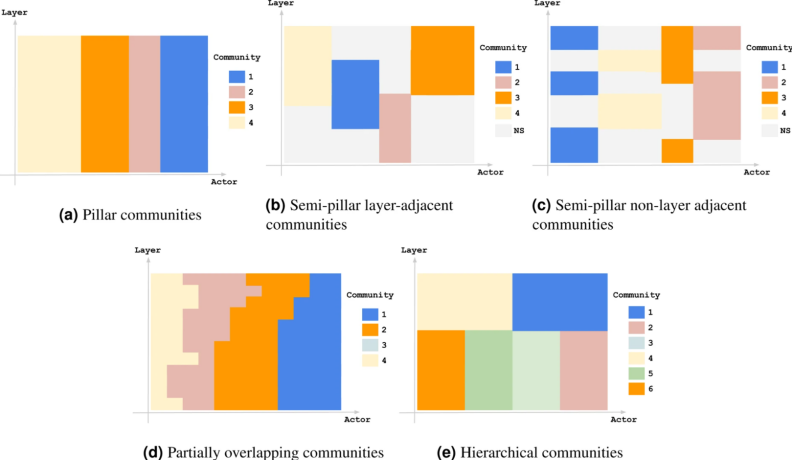 Layer
Community
1
2
3
4
Actor
(a) Pillar communities
Layer
Community
1
2
3
4
NS
Actor
(b) Semi-pillar layer-adjacent
communities
Layer
Community
1
2
3
4
NS
Actor
(c) Semi-pillar non-layer adjacent
communities
Layer
Community
1
2
3
4
Actor
(d) Partially overlapping communities
Layer
Community
1
2
3
4
5
6
Actor
(e) Hierarchical communities